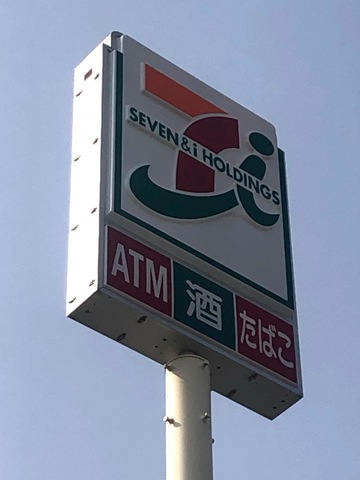 SEVEN & i HOLDINGS
ATM 酒 たばこ